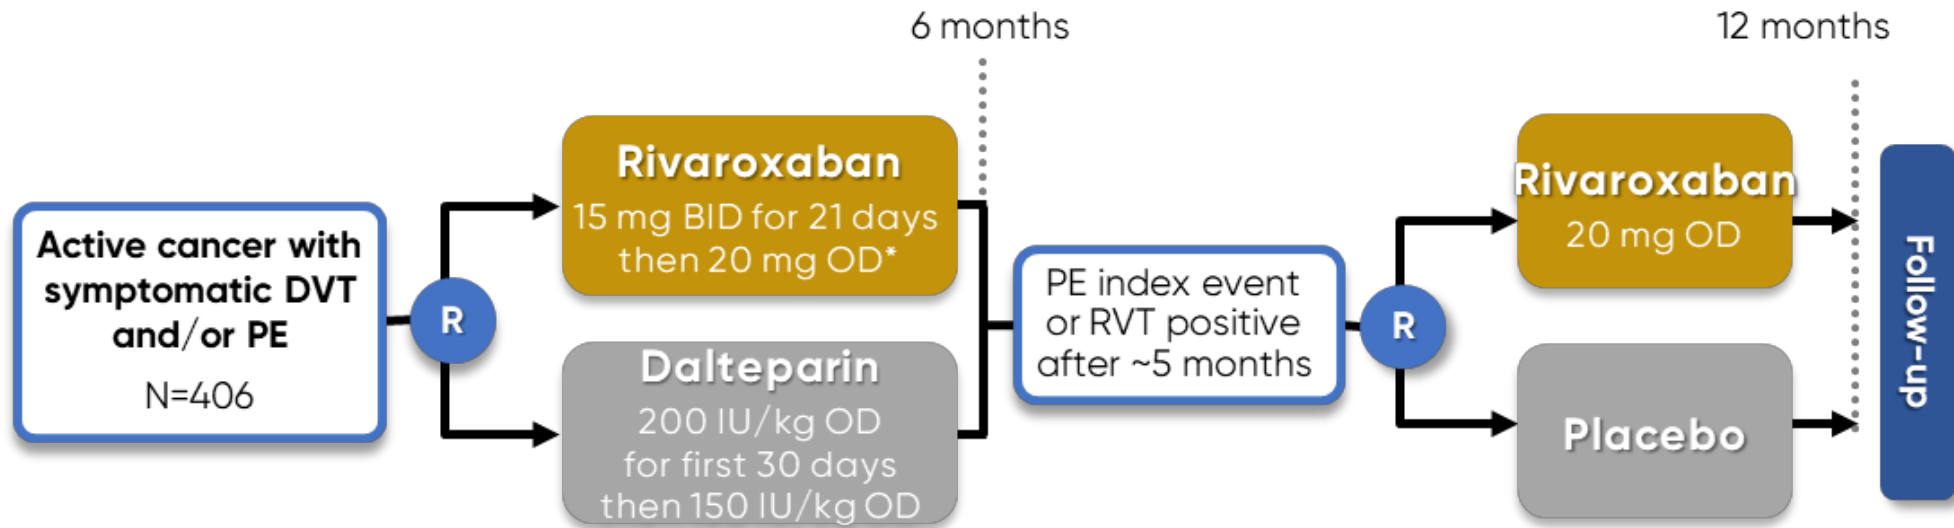 6 months
12 months
Active cancer with
symptomatic DVT
and/or PE
N=406
R
Rivaroxaban
15 mg BID for 21 days
then 20 mg OD*
Dalteparin
200 IU/kg OD
for first 30 days
then 150 IU/kg OD
PE index event
or RVT positive
after ~5 months
R
Rivaroxaban
20 mg OD
Placebo
Follow-up